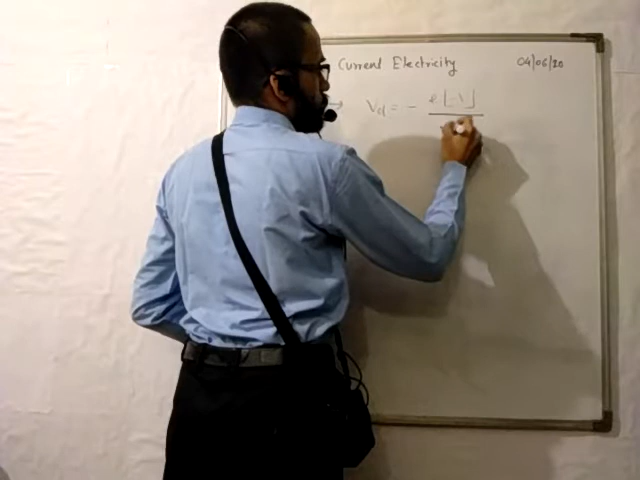 Current Electricity 04/06/20
→ Vd = - e[-V]